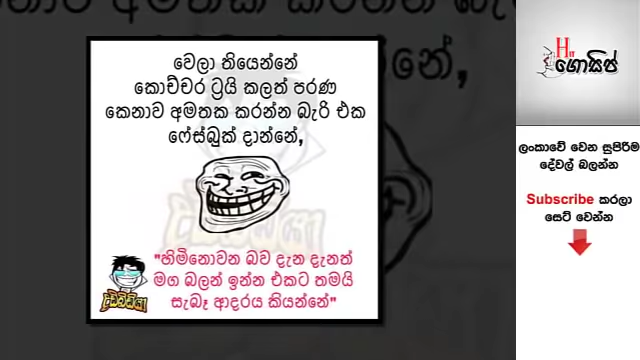 වෙලා තියෙන්නේ
කොච්චර ට්‍රයි කලත් පරණ
කෙනාව අමතක කරන්න බැරි එක
ෆේස්බුක් දාන්නේ,
"හිමිනොවන බව දැන දැනත්
මග බලන් ඉන්න එකට තමයි
සැබෑ ආදරය කියන්නේ"
Hot
ගොසිප්
ලංකාවේ වෙන සුපිරිම
දේවල් බලන්න
Subscribe කරලා
සෙට් වෙන්න